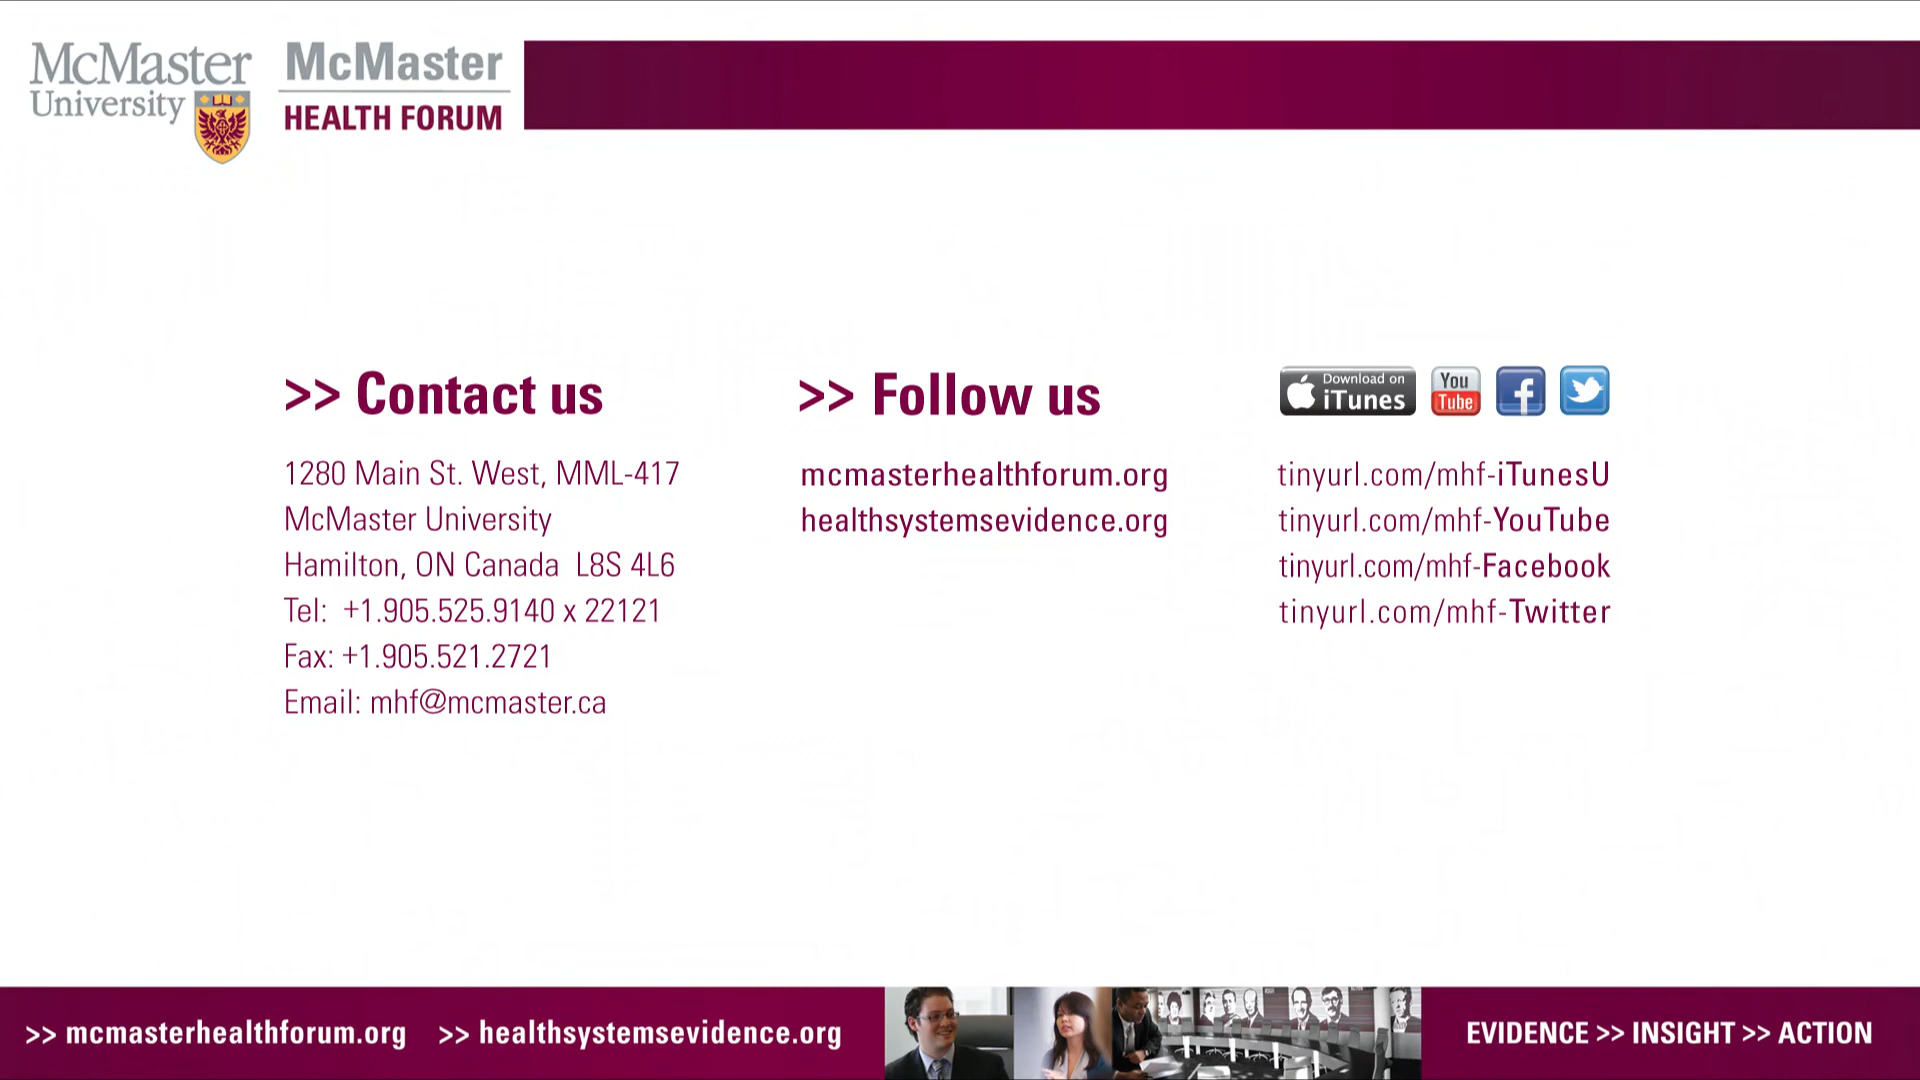 McMaster
University
McMaster
HEALTH FORUM
>> Contact us
1280 Main St. West, MML-417
McMaster University
Hamilton, ON Canada  L8S 4L6
Tel:  +1.905.525.9140 x 22121
Fax: +1.905.521.2721
Email: mhf@mcmaster.ca
>> Follow us
mcmasterhealthforum.org
healthsystemsevidence.org
Download on
iTunes
You
Tube
f
tinyurl.com/mhf-iTunesU
tinyurl.com/mhf-YouTube
tinyurl.com/mhf-Facebook
tinyurl.com/mhf-Twitter
>> mcmasterhealthforum.org >> healthsystemsevidence.org
EVIDENCE >> INSIGHT >> ACTION